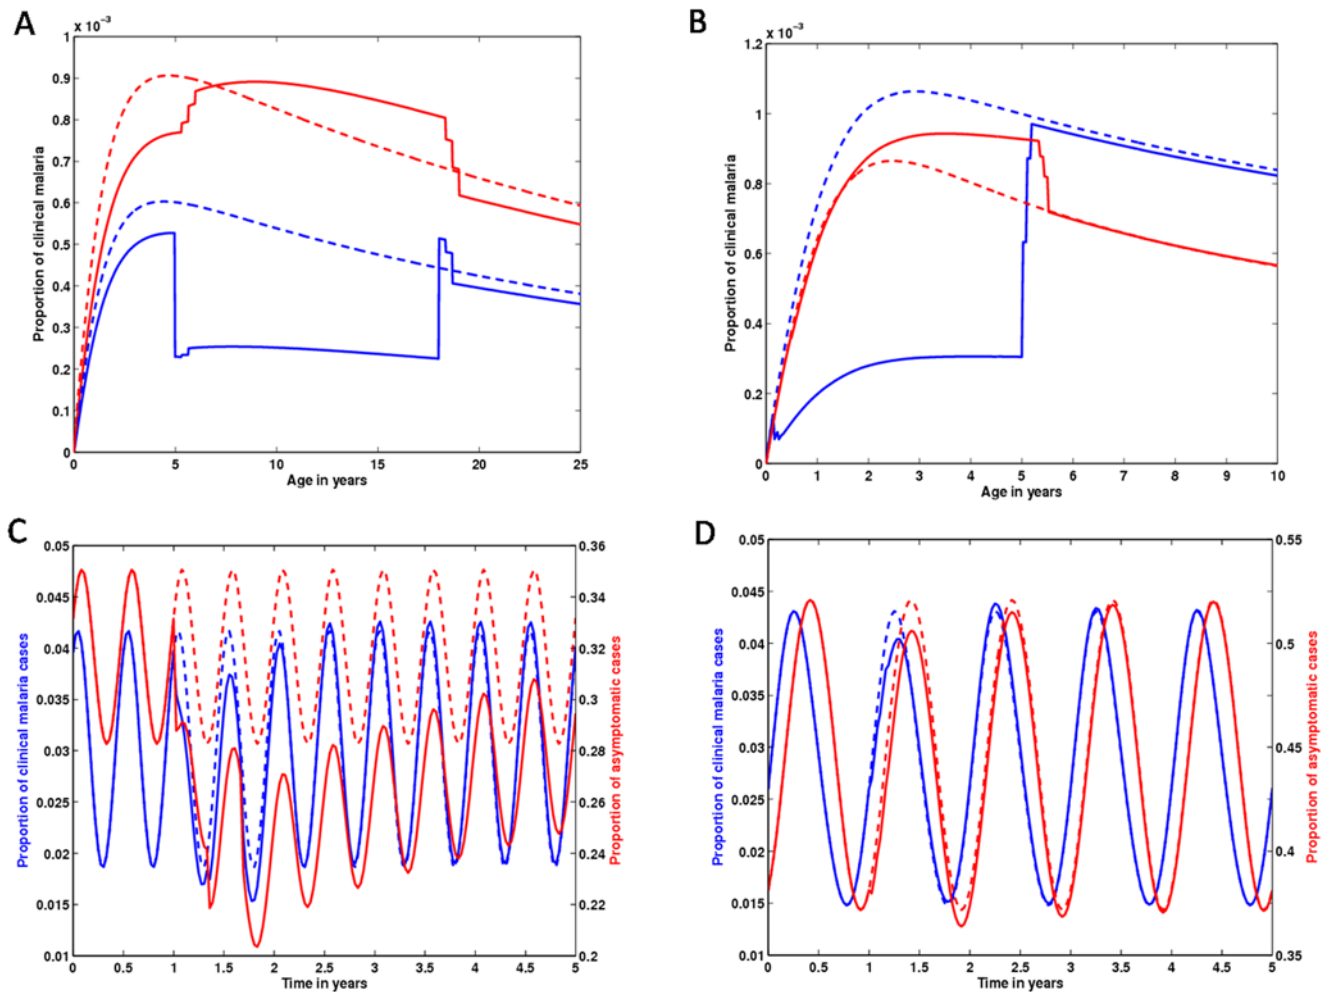 A
x 10⁻³
1
0.9
0.8
0.7
0.6
0.5
0.4
0.3
0.2
0.1
0
Proportion of clinical malaria
0 5 10 15 20 25
Age in years
B
x 10⁻³
1.2
1
0.8
0.6
0.4
0.2
0
Proportion of clinical malaria
0 1 2 3 4 5 6 7 8 9 10
Age in years
C
0.05
0.045
0.04
0.035
0.03
0.025
0.02
0.015
0.01
Proportion of clinical malaria cases
0.36
0.34
0.32
0.3
0.28
0.26
0.24
0.22
0.2
Proportion of asymptomatic cases
0 0.5 1 1.5 2 2.5 3 3.5 4 4.5 5
Time in years
D
0.05
0.045
0.04
0.035
0.03
0.025
0.02
0.015
0.01
Proportion of clinical malaria cases
0.55
0.5
0.45
0.4
0.35
Proportion of asymptomatic cases
0 0.5 1 1.5 2 2.5 3 3.5 4 4.5 5
Time in years